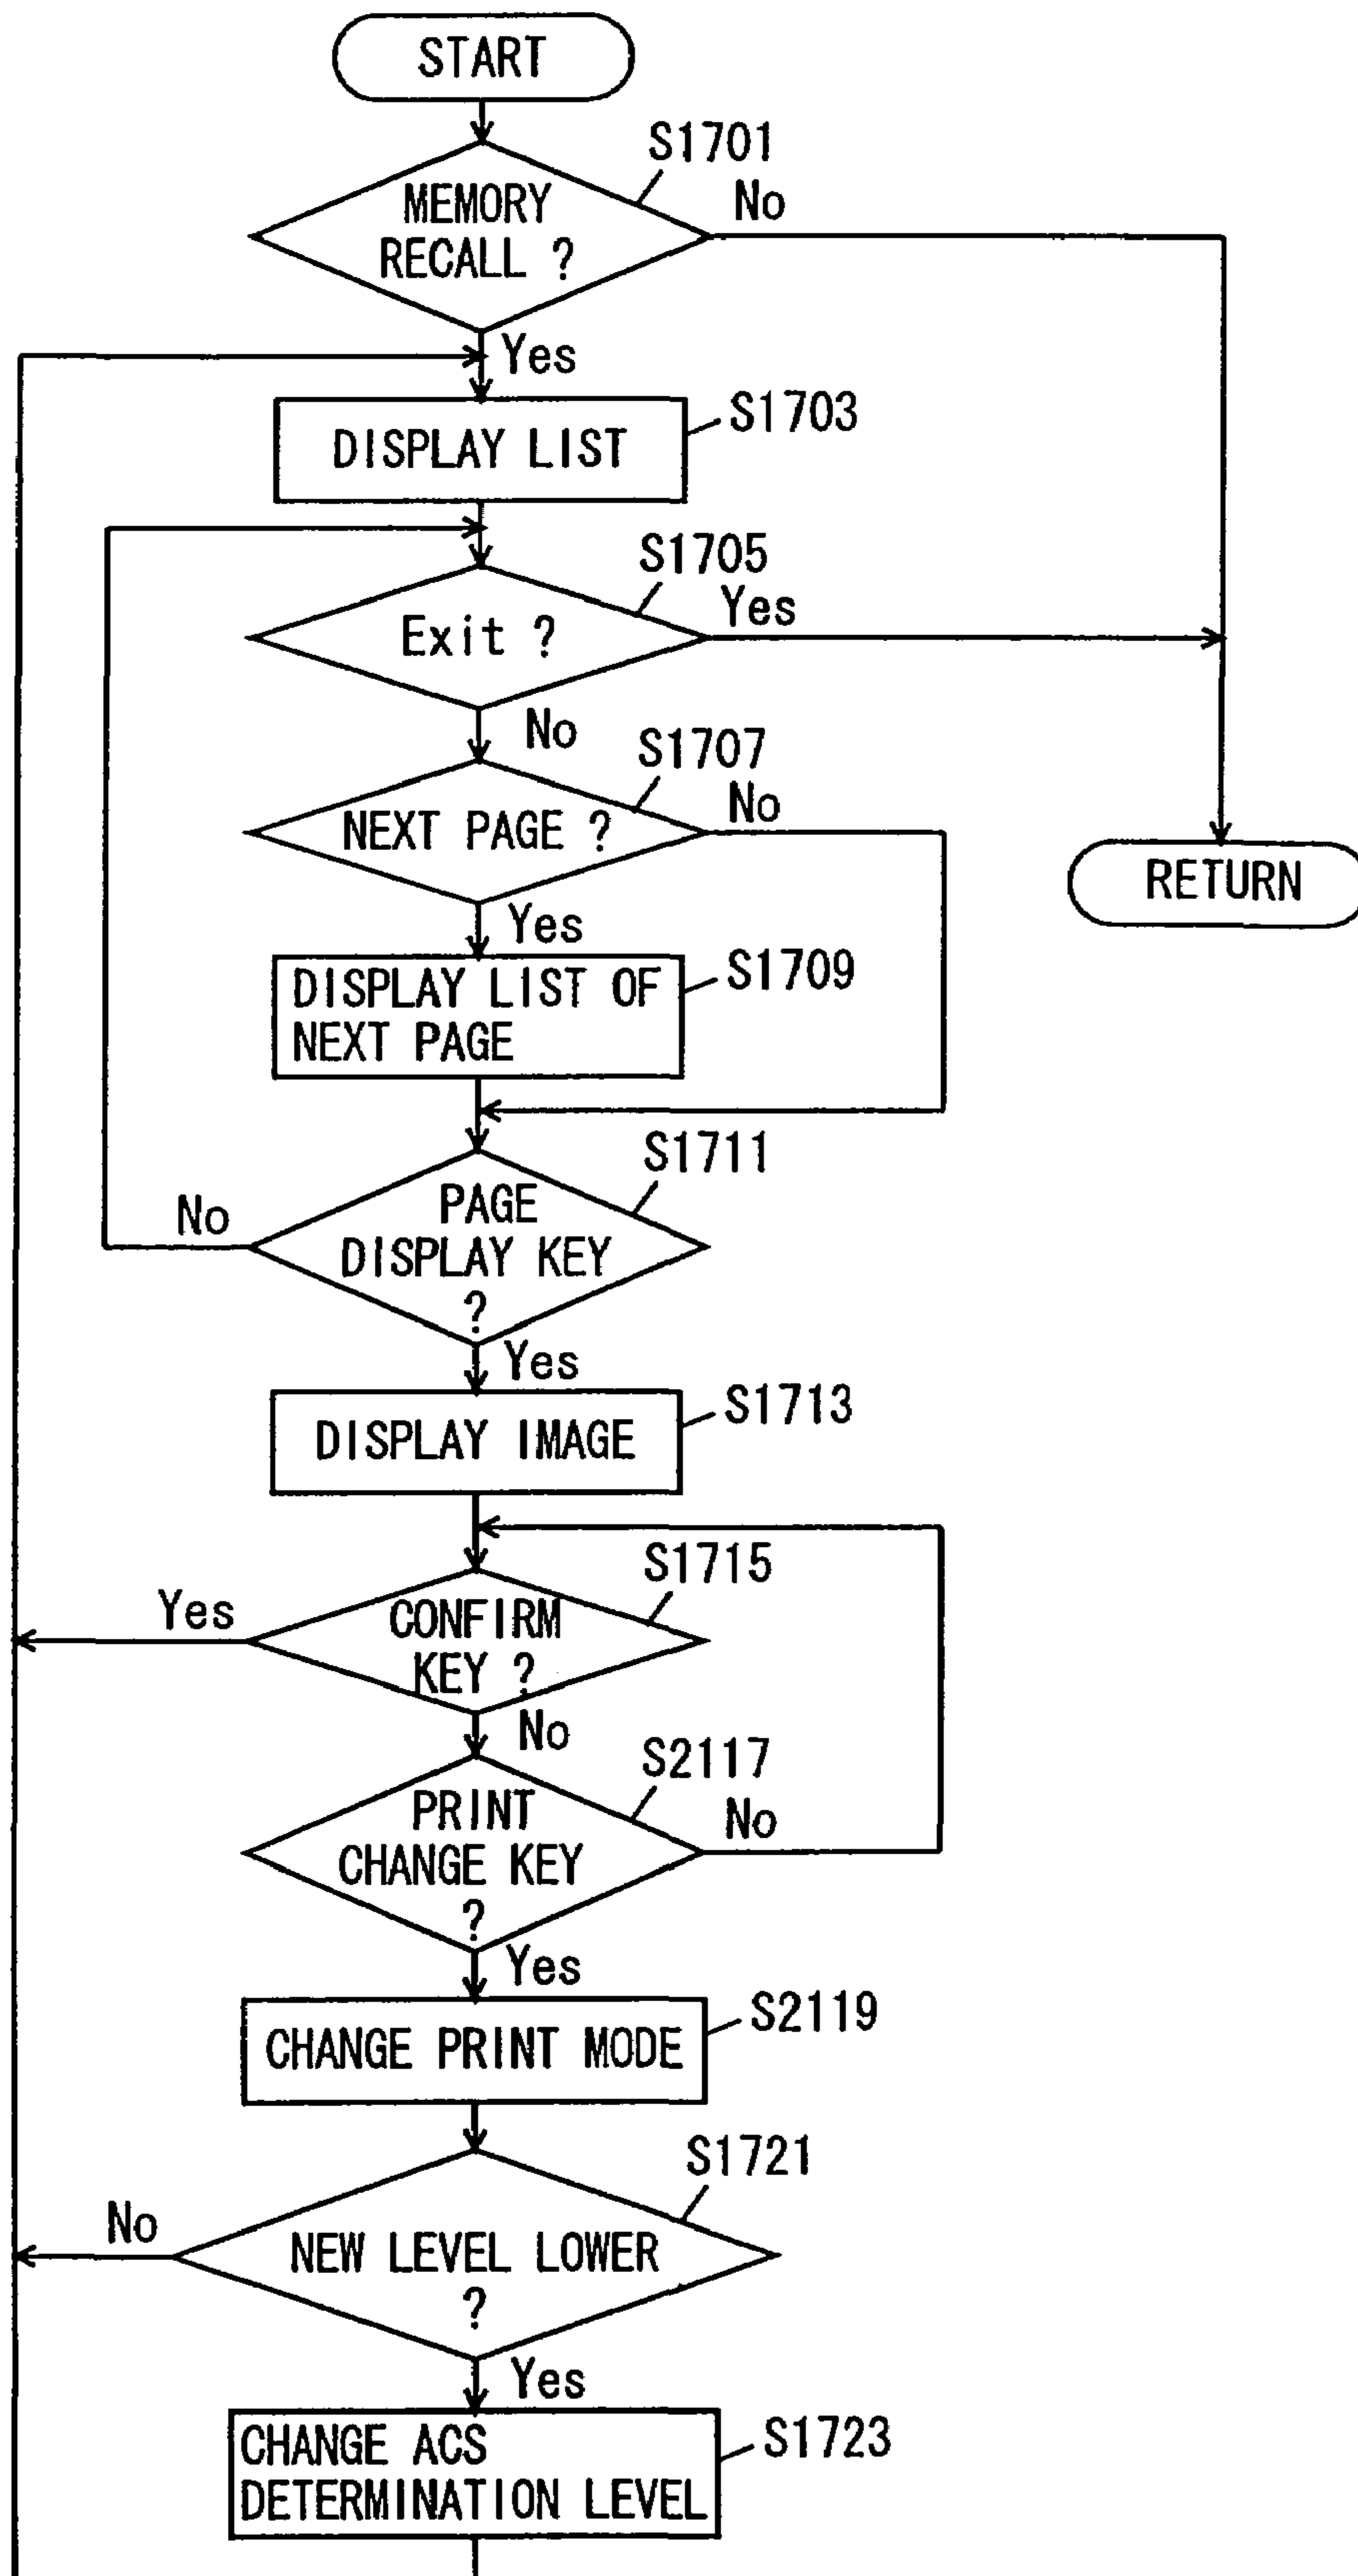 START
S1701
MEMORY
RECALL ?
No
Yes
DISPLAY LIST
S1703
S1705
Exit ?
Yes
No
S1707
NEXT PAGE ?
No
Yes
RETURN
DISPLAY LIST OF
NEXT PAGE
S1709
S1711
PAGE
DISPLAY KEY
?
No
Yes
DISPLAY IMAGE
S1713
S1715
CONFIRM
KEY ?
Yes
No
S2117
PRINT
CHANGE KEY
?
No
Yes
CHANGE PRINT MODE
S2119
S1721
NEW LEVEL LOWER
?
No
Yes
CHANGE ACS
DETERMINATION LEVEL
S1723